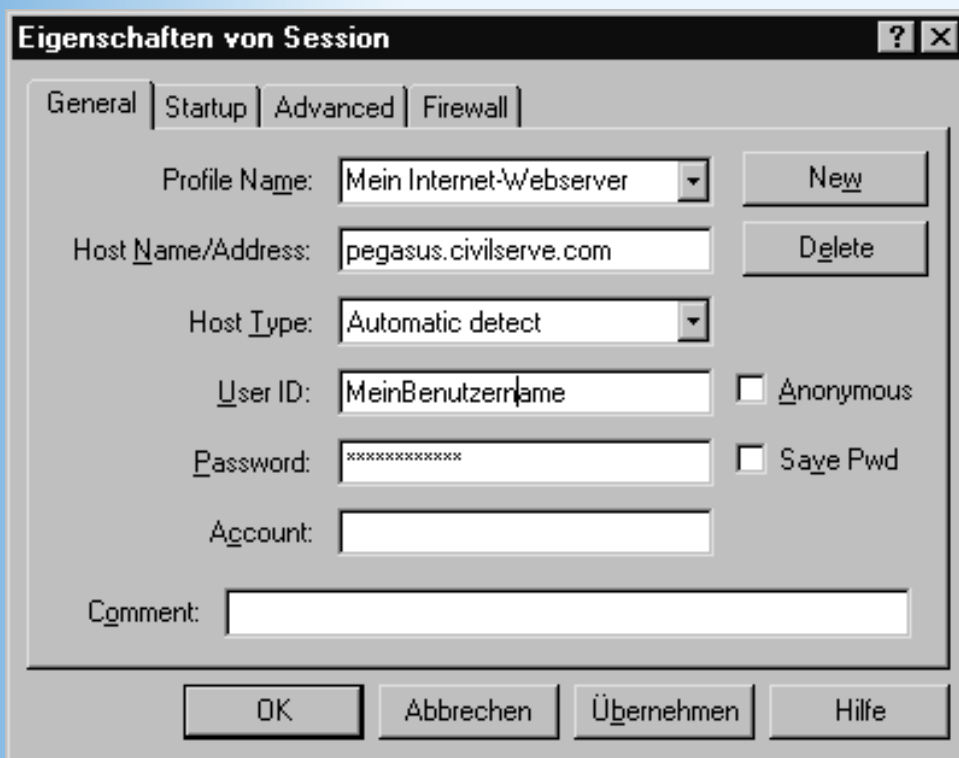 Eigenschaften von Session
General Startup Advanced Firewall
Profile Name: Mein Internet-Webserver New
Host Name/Address: pegasus.civilserve.com Delete
Host Type: Automatic detect
User ID: MeinBenutzername Anonymous
Password: ************ Save Pwd
Account:
Comment:
OK Abbrechen Übernehmen Hilfe